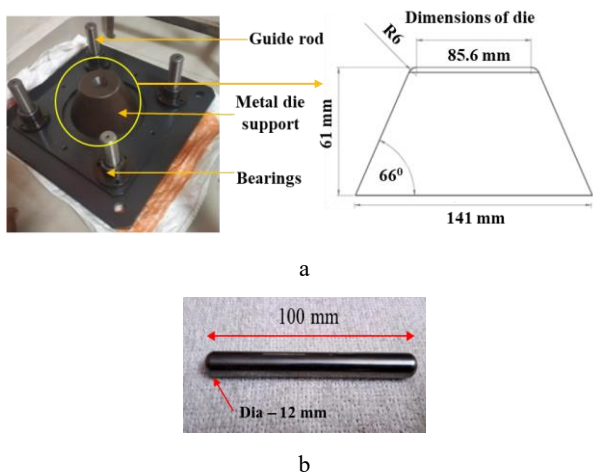 Guide rod
Metal die
support
Bearings
Dimensions of die
R6
85.6 mm
61 mm
66⁰
141 mm
a
100 mm
Dia – 12 mm
b